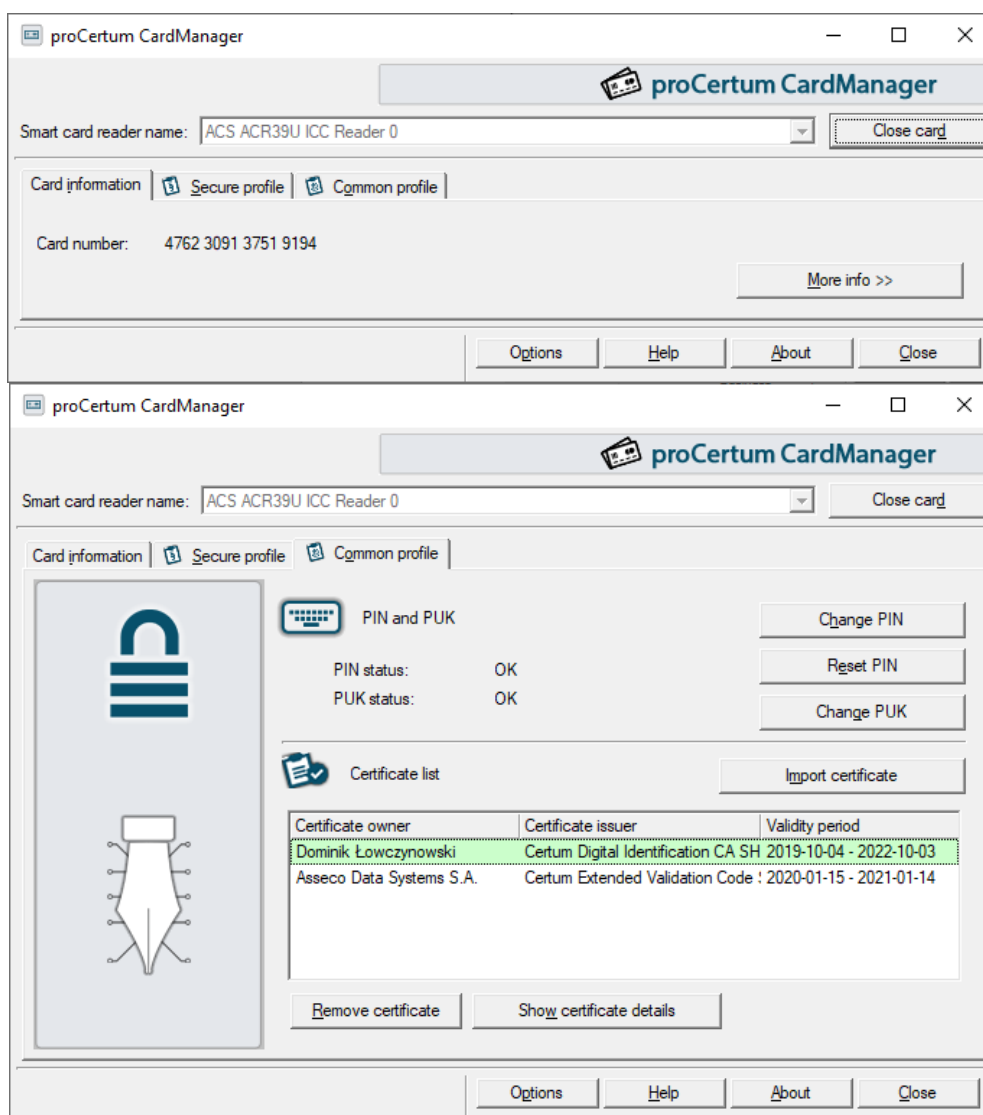 proCertum CardManager
proCertum CardManager
Smart card reader name: ACS ACR39U ICC Reader 0 Close card
Card information Secure profile Common profile
Card number: 4762 3091 3751 9194
More info >>
Options Help About Close
proCertum CardManager
proCertum CardManager
Smart card reader name: ACS ACR39U ICC Reader 0 Close card
Card information Secure profile Common profile
PIN and PUK Change PIN
PIN status: OK Reset PIN
PUK status: OK Change PUK
Certificate list Import certificate
Certificate owner Certificate issuer Validity period
Dominik Łowczynowski Certum Digital Identification CA SH 2019-10-04 - 2022-10-03
Asseco Data Systems S.A. Certum Extended Validation Code 2020-01-15 - 2021-01-14
Remove certificate Show certificate details
Options Help About Close